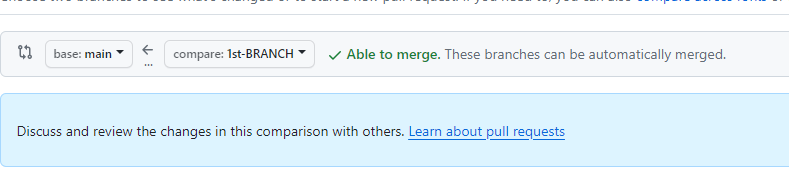 Choose two branches to see what's changed or to start a new pull request. If you need to, you can also compare across forks or
base: main ← compare: 1st-BRANCH ✓ Able to merge. These branches can be automatically merged.
...
Discuss and review the changes in this comparison with others. Learn about pull requests